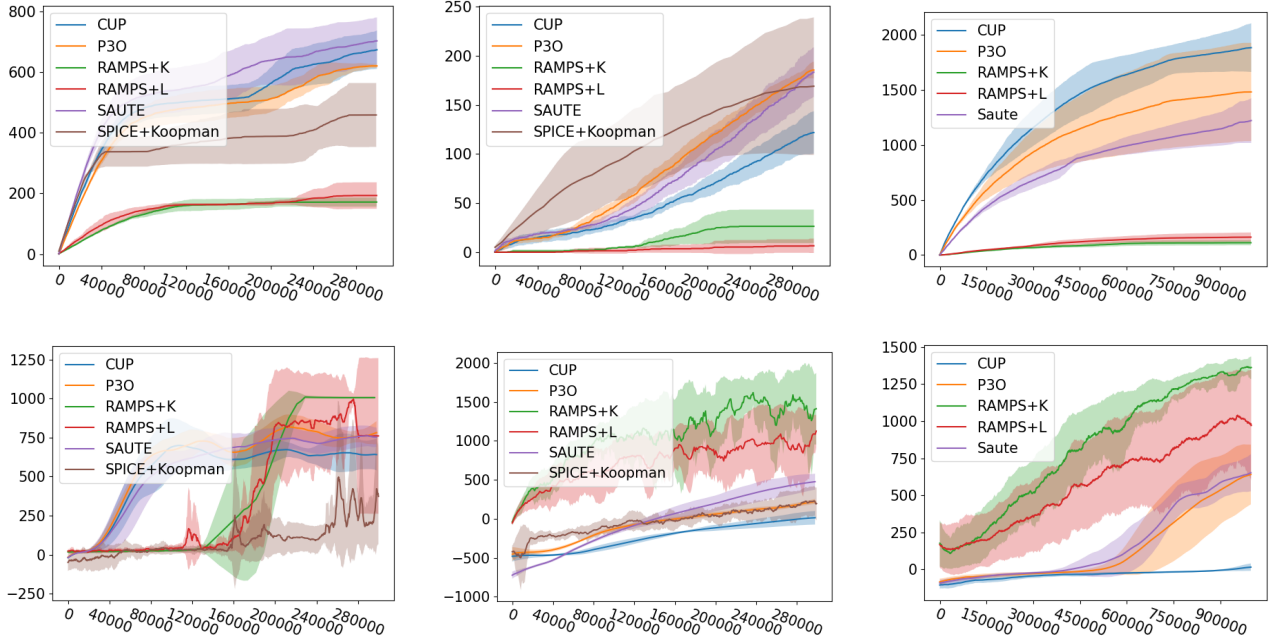 800
600
400
200
0
CUP
P3O
RAMPS+K
RAMPS+L
SAUTE
SPICE+Koopman
0
40000
80000
120000
160000
200000
240000
280000
250
200
150
100
50
0
CUP
P3O
RAMPS+K
RAMPS+L
SAUTE
SPICE+Koopman
0
40000
80000
120000
160000
200000
240000
280000
2000
1500
1000
500
0
CUP
P3O
RAMPS+K
RAMPS+L
Saute
0
150000
300000
450000
600000
750000
900000
1250
1000
750
500
250
0
−250
CUP
P3O
RAMPS+K
RAMPS+L
SAUTE
SPICE+Koopman
0
40000
80000
120000
160000
200000
240000
280000
2000
1500
1000
500
0
−500
−1000
CUP
P3O
RAMPS+K
RAMPS+L
SAUTE
SPICE+Koopman
0
40000
80000
120000
160000
200000
240000
280000
1500
1250
1000
750
500
250
0
CUP
P3O
RAMPS+K
RAMPS+L
Saute
0
150000
300000
450000
600000
750000
900000